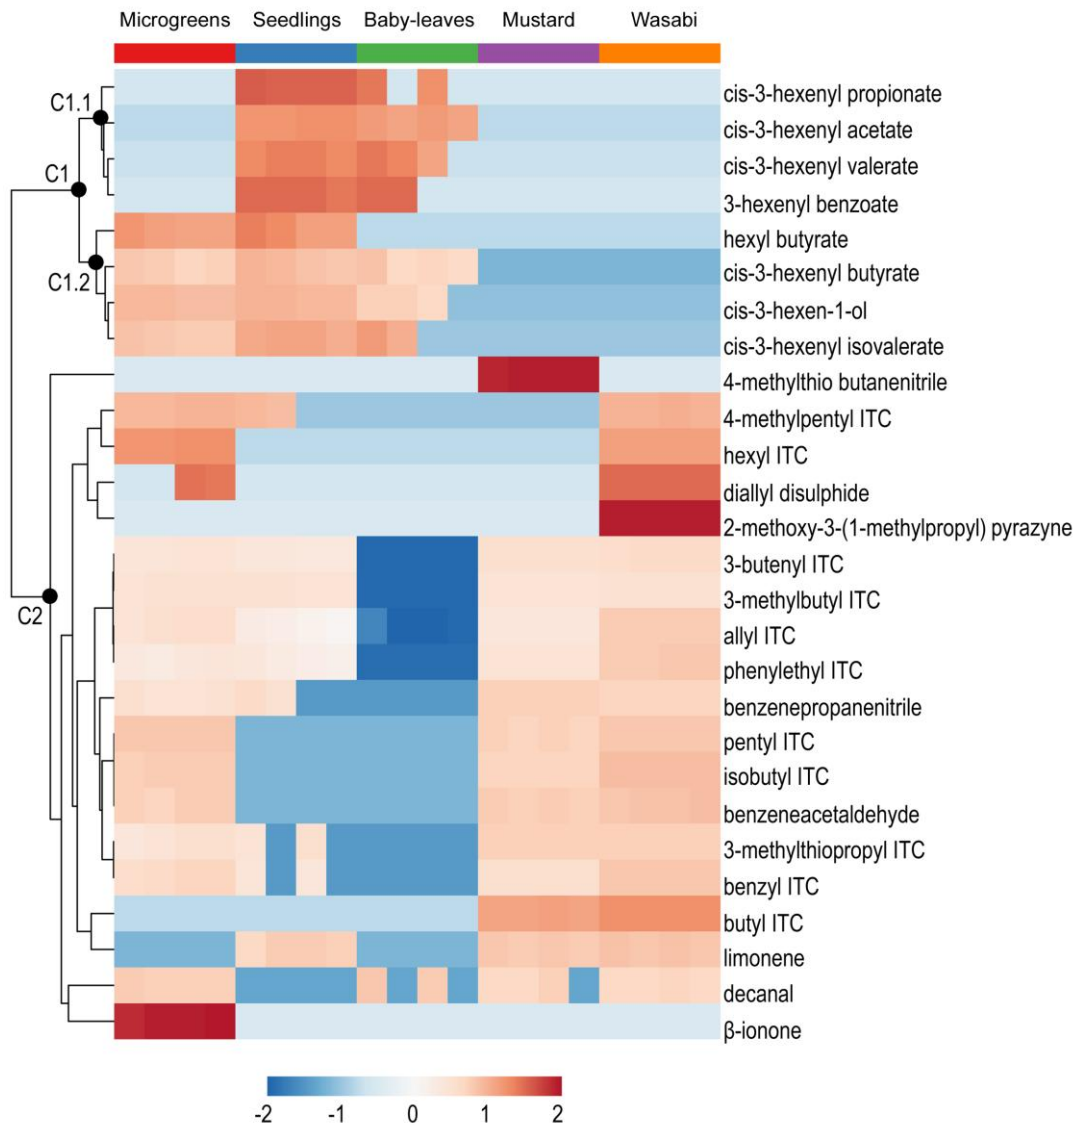 Microgreens Seedlings Baby-leaves Mustard Wasabi
C1.1
C1
C1.2
C2
cis-3-hexenyl propionate
cis-3-hexenyl acetate
cis-3-hexenyl valerate
3-hexenyl benzoate
hexyl butyrate
cis-3-hexenyl butyrate
cis-3-hexen-1-ol
cis-3-hexenyl isovalerate
4-methylthio butanenitrile
4-methylpentyl ITC
hexyl ITC
diallyl disulphide
2-methoxy-3-(1-methylpropyl) pyrazyne
3-butenyl ITC
3-methylbutyl ITC
allyl ITC
phenylethyl ITC
benzenepropanenitrile
pentyl ITC
isobutyl ITC
benzeneacetaldehyde
3-methylthiopropyl ITC
benzyl ITC
butyl ITC
limonene
decanal
β-ionone
-2 -1 0 1 2